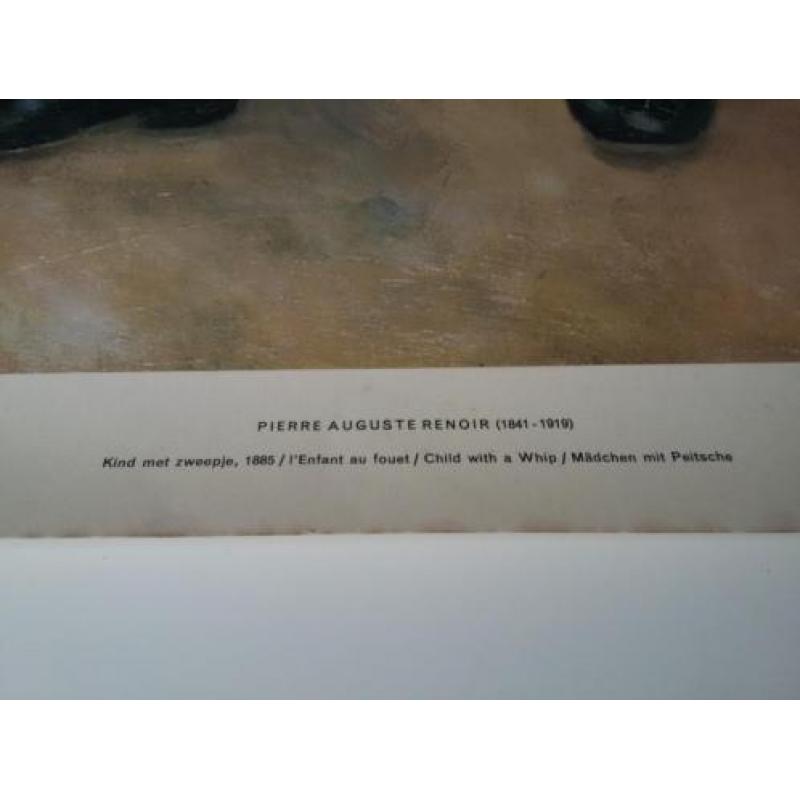 PIERRE AUGUSTE RENOIR (1841-1919)
Kind met zweepje, 1885 / l'Enfant au fouet / Child with a Whip / Mädchen mit Peitsche